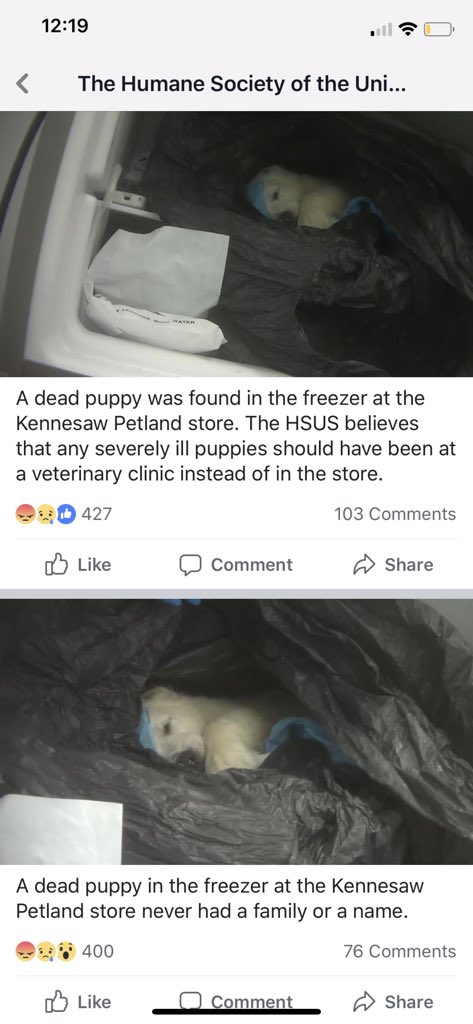 12:19
The Humane Society of the Uni...
WATER
A dead puppy was found in the freezer at the
Kennesaw Petland store. The HSUS believes
that any severely ill puppies should have been at
a veterinary clinic instead of in the store.
427
103 Comments
Like
Comment
Share
A dead puppy in the freezer at the Kennesaw
Petland store never had a family or a name.
400
76 Comments
Like
Comment
Share